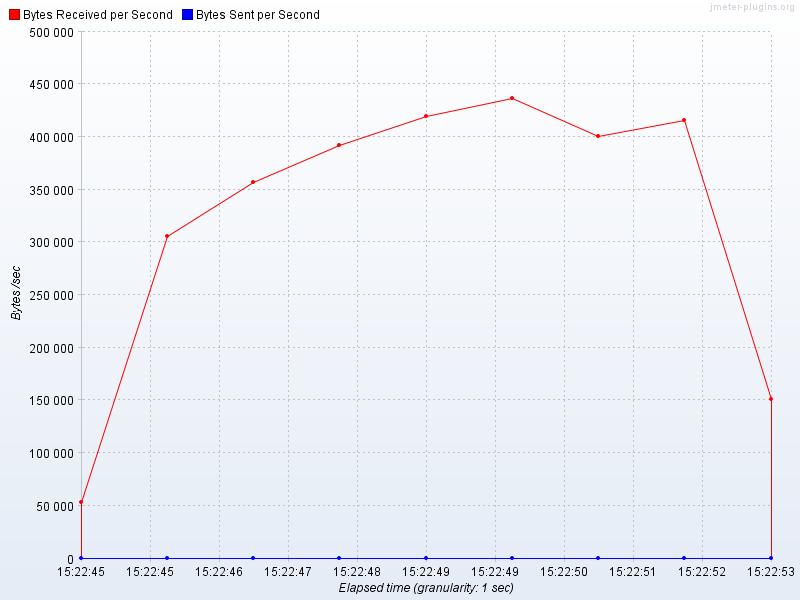 jmeter-plugins.org
Bytes Received per Second Bytes Sent per Second
500 000
450 000
400 000
350 000
300 000
250 000
200 000
150 000
100 000
50 000
0
Bytes /sec
15:22:45 15:22:45 15:22:46 15:22:47 15:22:48 15:22:49 15:22:49 15:22:50 15:22:51 15:22:52 15:22:53
Elapsed time (granularity: 1 sec)